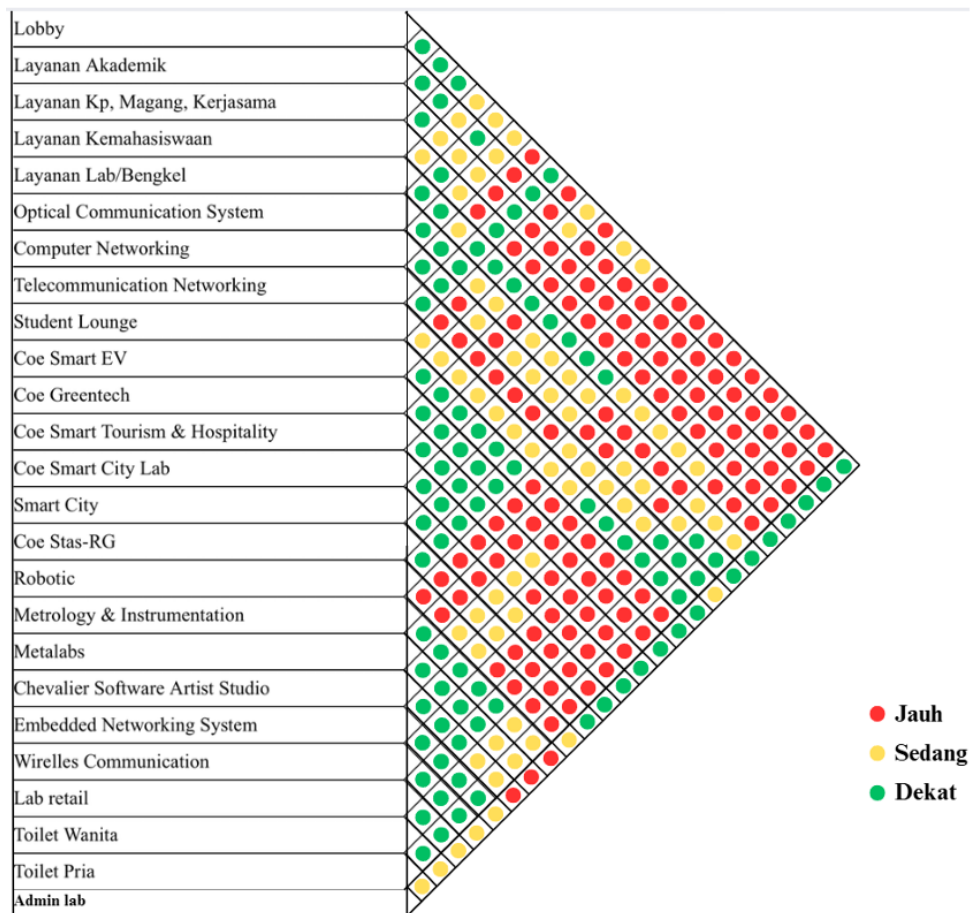 Lobby
Layanan Akademik
Layanan Kp, Magang, Kerjasama
Layanan Kemahasiswaan
Layanan Lab/Bengkel
Optical Communication System
Computer Networking
Telecommunication Networking
Student Lounge
Coe Smart EV
Coe Greentech
Coe Smart Tourism & Hospitality
Coe Smart City Lab
Smart City
Coe Stas-RG
Robotic
Metrology & Instrumentation
Metalabs
Chevalier Software Artist Studio
Embedded Networking System
Wirelles Communication
Lab retail
Toilet Wanita
Toilet Pria
Admin lab
Jauh
Sedang
Dekat